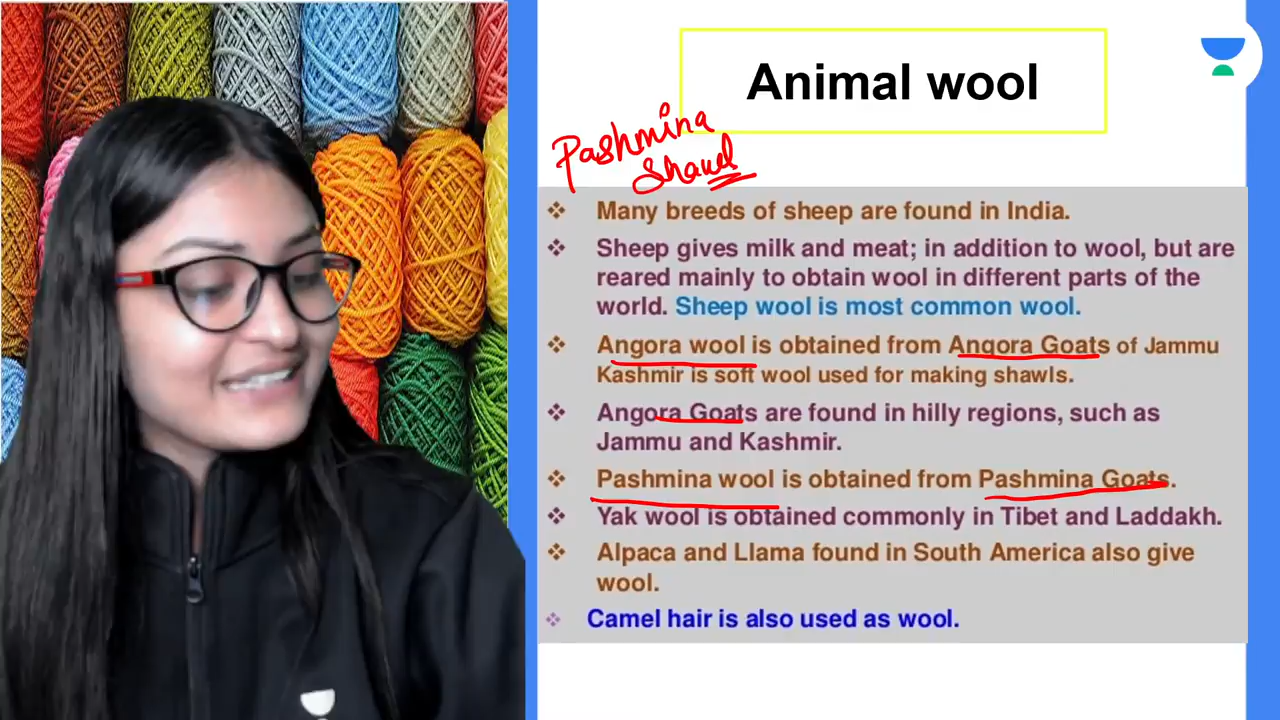 Animal wool
Pashmina
Shawl
❖ Many breeds of sheep are found in India.
❖ Sheep gives milk and meat; in addition to wool, but are
reared mainly to obtain wool in different parts of the
world. Sheep wool is most common wool.
❖ Angora wool is obtained from Angora Goats of Jammu
Kashmir is soft wool used for making shawls.
❖ Angora Goats are found in hilly regions, such as
Jammu and Kashmir.
❖ Pashmina wool is obtained from Pashmina Goats.
❖ Yak wool is obtained commonly in Tibet and Laddakh.
❖ Alpaca and Llama found in South America also give
wool.
❖ Camel hair is also used as wool.